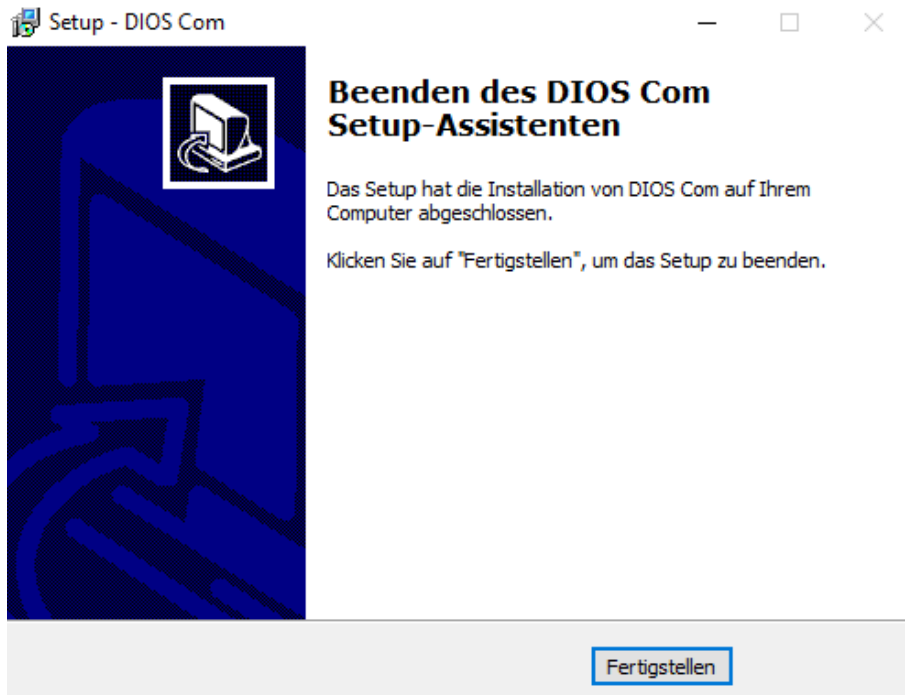 Setup - DIOS Com
Beenden des DIOS Com
Setup-Assistenten
Das Setup hat die Installation von DIOS Com auf Ihrem
Computer abgeschlossen.
Klicken Sie auf "Fertigstellen", um das Setup zu beenden.
Fertigstellen